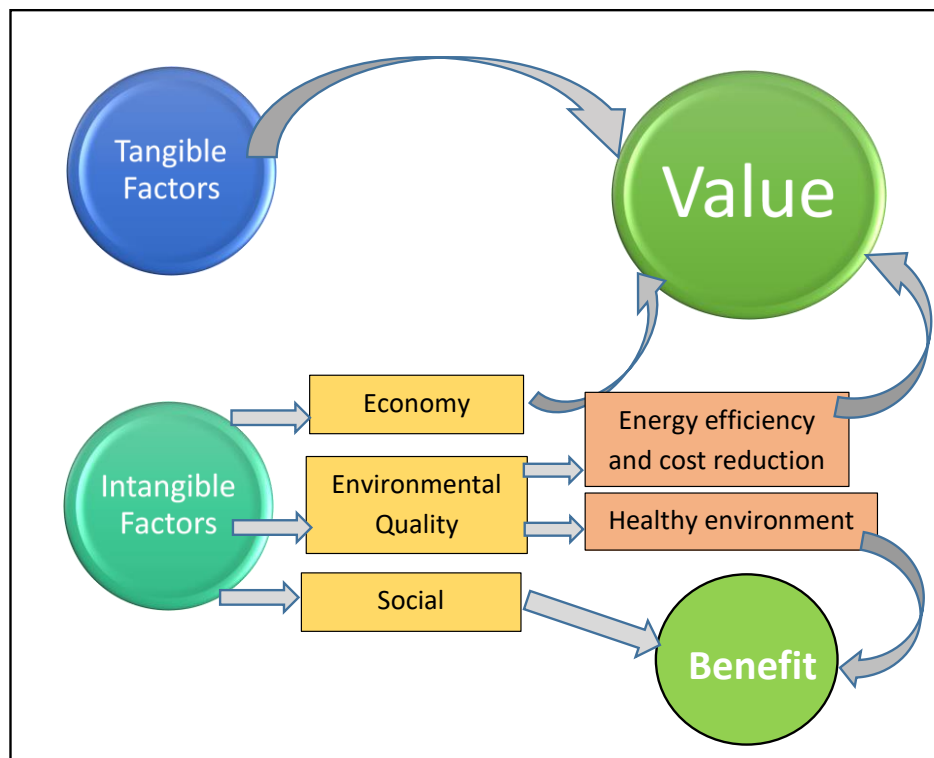 Tangible
Factors
Value
Economy
Energy efficiency
and cost reduction
Intangible
Factors
Environmental
Quality
Healthy environment
Social
Benefit